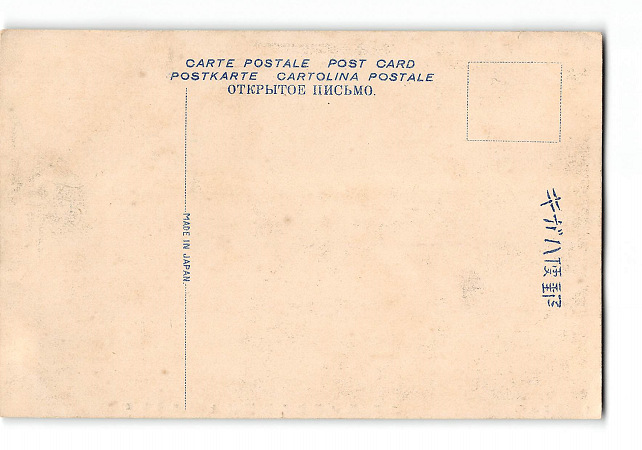 CARTE POSTALE POST CARD
POSTKARTE CARTOLINA POSTALE
ОТКРЫТОЕ ПИСЬМО.
MADE IN JAPAN.
郵便ハガキ